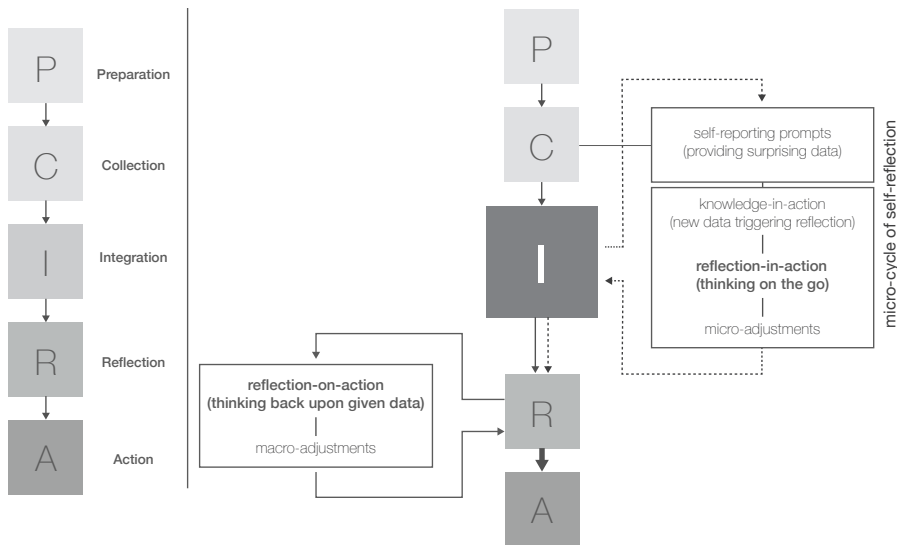 P
Preparation
C
Collection
I
Integration
R
Reflection
A
Action
P
C
I
R
A
self-reporting prompts
(providing surprising data)
knowledge-in-action
(new data triggering reflection)
reflection-in-action
(thinking on the go)
micro-adjustments
micro-cycle of self-reflection
reflection-on-action
(thinking back upon given data)
macro-adjustments